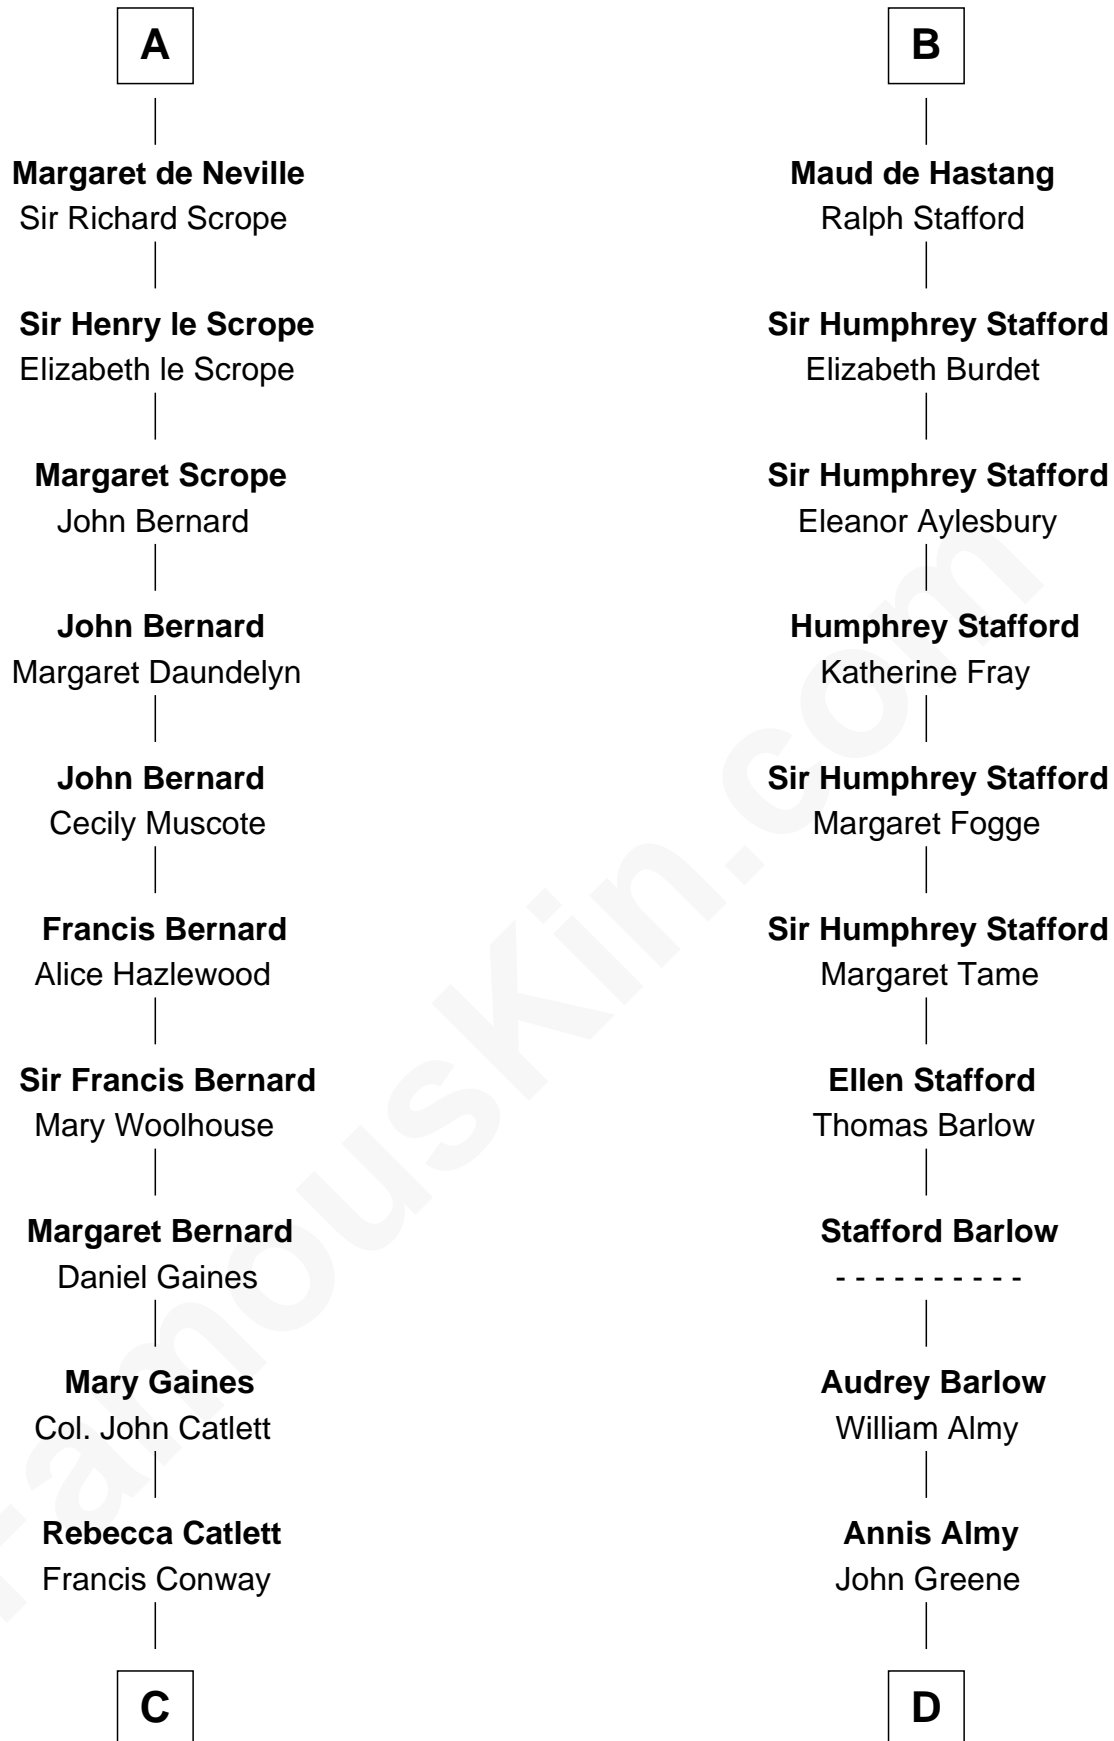 A
Margaret de Neville
Sir Richard Scrope
Sir Henry le Scrope
Elizabeth le Scrope
Margaret Scrope
John Bernard
John Bernard
Margaret Daundelyn
John Bernard
Cecily Muscote
Francis Bernard
Alice Hazlewood
Sir Francis Bernard
Mary Woolhouse
Margaret Bernard
Daniel Gaines
Mary Gaines
Col. John Catlett
Rebecca Catlett
Francis Conway
C
B
Maud de Hastang
Ralph Stafford
Sir Humphrey Stafford
Elizabeth Burdet
Sir Humphrey Stafford
Eleanor Aylesbury
Humphrey Stafford
Katherine Fray
Sir Humphrey Stafford
Margaret Fogge
Sir Humphrey Stafford
Margaret Tame
Ellen Stafford
Thomas Barlow
Stafford Barlow
- - - - - - - - - -
Audrey Barlow
William Almy
Annis Almy
John Greene
D
FamousKin.com